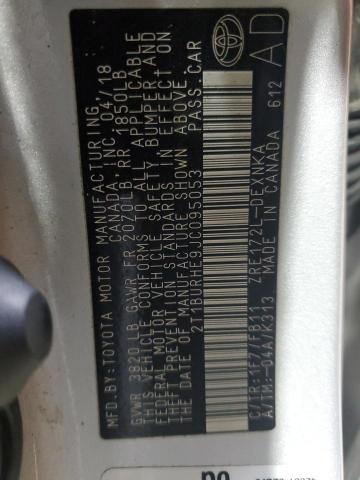 MFD.BY:TOYOTA MOTOR MANUFACTURING,
CANADA, INC. 04/18
GVWR 3820 LB GAWR FR 2070LB RR 1850LB
THIS VEHICLE CONFORMS TO ALL APPLICABLE
FEDERAL MOTOR VEHICLE SAFETY, BUMPER, AND
THEFT PREVENTION STANDARDS IN EFFECT ON
THE DATE OF MANUFACTURE SHOWN ABOVE.
2T1BURHE9JC095053 PASS.CAR
C/TR:1F7/FB11 ZRE172L-DEXNKA
A/TM:-04A/K313 MADE IN CANADA 612
TOYOTA
AD